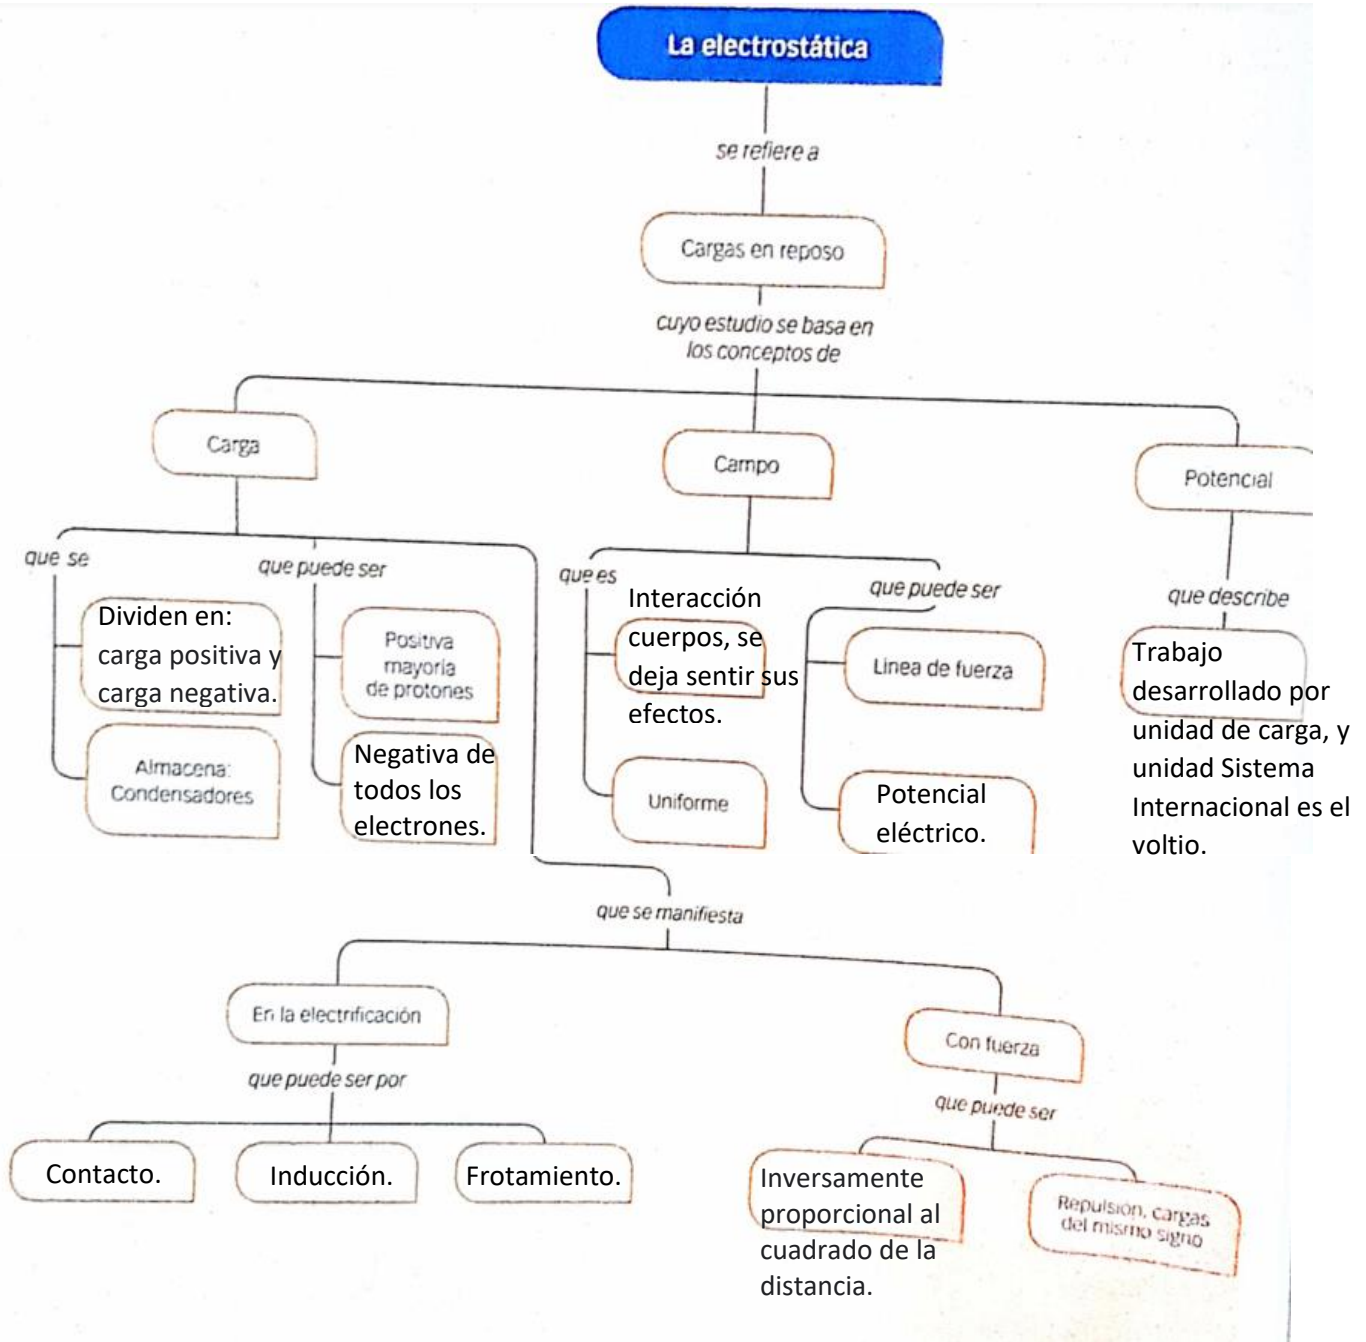 La electrostática
se refiere a
Cargas en reposo
cuyo estudio se basa en
los conceptos de
Carga
Campo
Potencial
que se
que puede ser
que es
que puede ser
que describe
Dividen en:
carga positiva y
carga negativa.
Almacena:
Condensadores
Positiva
mayoría
de protones
Negativa de
todos los
electrones.
Interacción
cuerpos, se
deja sentir sus
efectos.
Uniforme
Linea de fuerza
Potencial
eléctrico.
Trabajo
desarrollado por
unidad de carga, y
unidad Sistema
Internacional es el
voltio.
que se manifiesta
En la electrificación
Con fuerza
que puede ser por
que puede ser
Contacto.
Inducción.
Frotamiento.
Inversamente
proporcional al
cuadrado de la
distancia.
Repulsión, cargas
del mismo signo